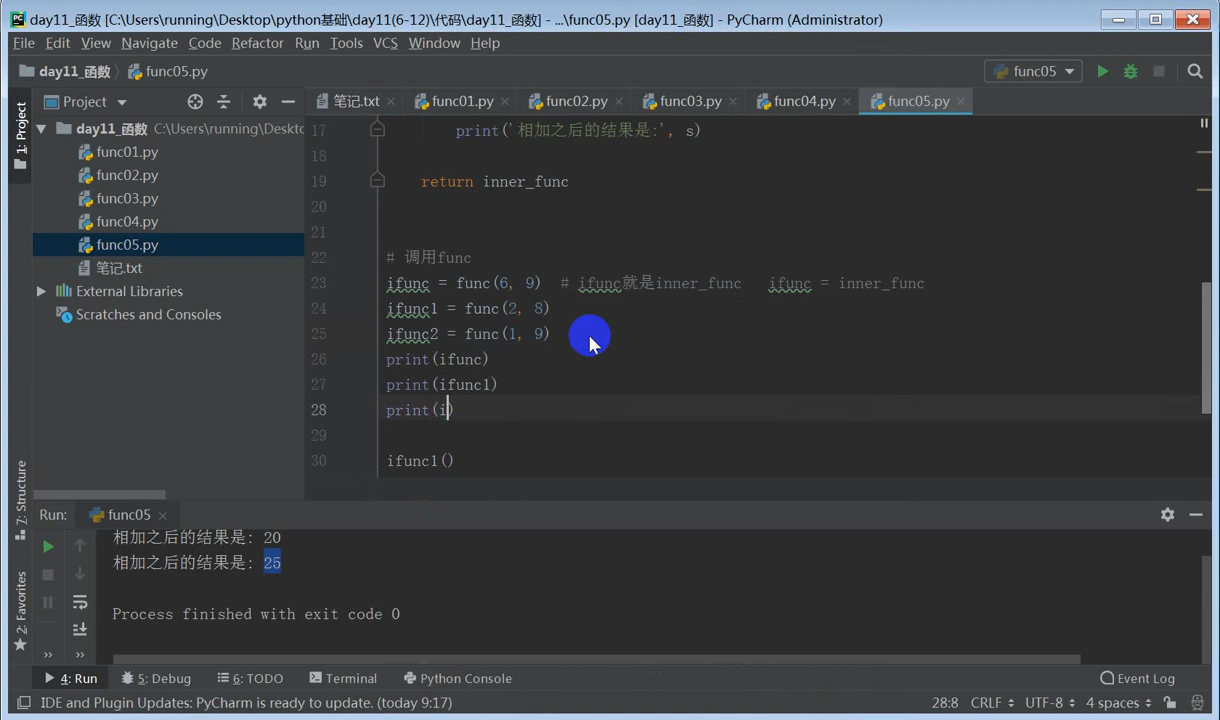 day11_函数 [C:\Users\running\Desktop\python基础\day11(6-12)\代码\day11_函数] - ...\func05.py [day11_函数] - PyCharm (Administrator)
File Edit View Navigate Code Refactor Run Tools VCS Window Help
day11_函数 func05.py func05
1: Project
Project
笔记.txt func01.py func02.py func03.py func04.py func05.py
day11_函数 C:\Users\running\Deskto
func01.py
func02.py
func03.py
func04.py
func05.py
笔记.txt
External Libraries
Scratches and Consoles
17 print('相加之后的结果是:', s)
18
19 return inner_func
20
21
22 # 调用func
23 ifunc = func(6, 9) # ifunc就是inner_func ifunc = inner_func
24 ifunc1 = func(2, 8)
25 ifunc2 = func(1, 9)
26 print(ifunc)
27 print(ifunc1)
28 print(i)
29
30 ifunc1()
7: Structure
2: Favorites
Run: func05
相加之后的结果是: 20
相加之后的结果是: 25
Process finished with exit code 0
4: Run 5: Debug 6: TODO Terminal Python Console Event Log
IDE and Plugin Updates: PyCharm is ready to update. (today 9:17) 28:8 CRLF UTF-8 4 spaces